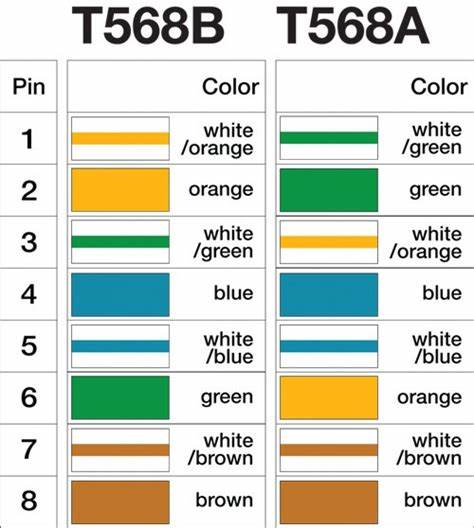 T568B T568A
Pin Color Color
1 white /orange white /green
2 orange green
3 white /green white /orange
4 blue blue
5 white /blue white /blue
6 green orange
7 white /brown white /brown
8 brown brown